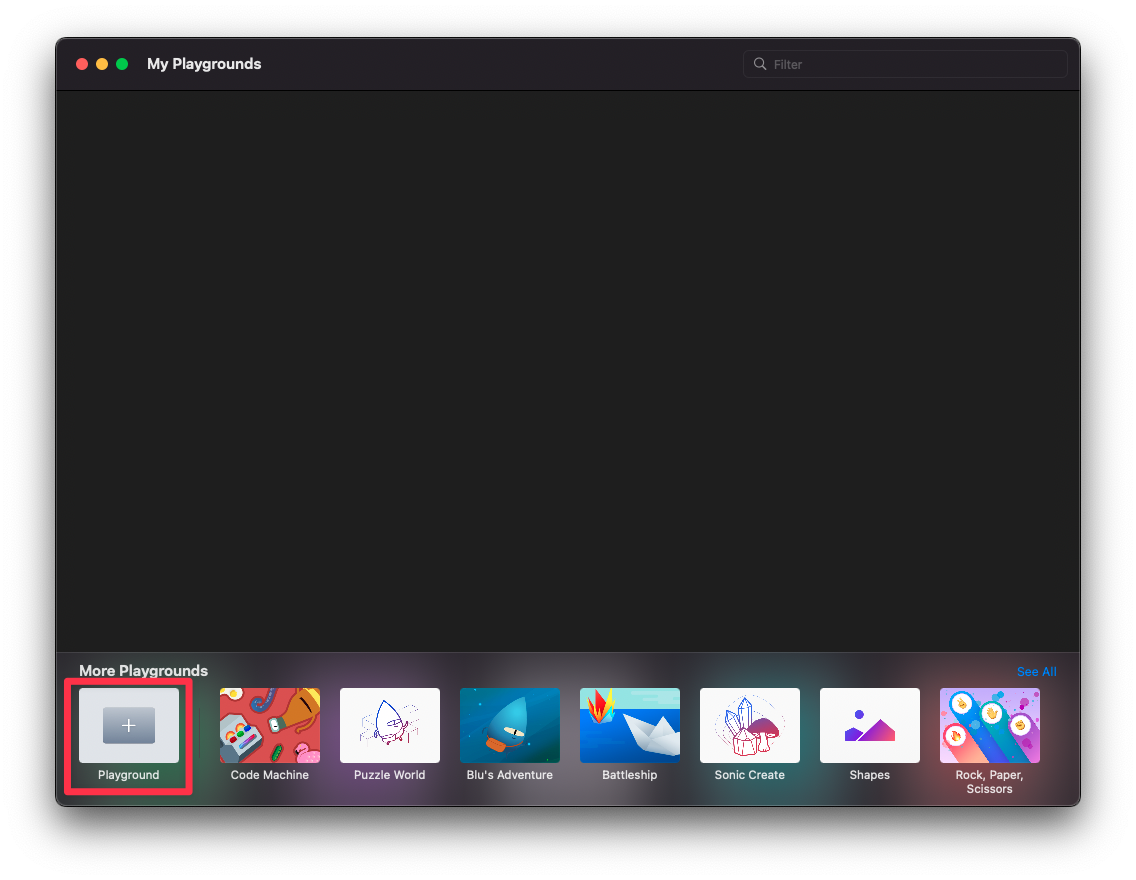 My Playgrounds
Filter
More Playgrounds
See All
Playground
Code Machine
Puzzle World
Blu's Adventure
Battleship
Sonic Create
Shapes
Rock, Paper,
Scissors